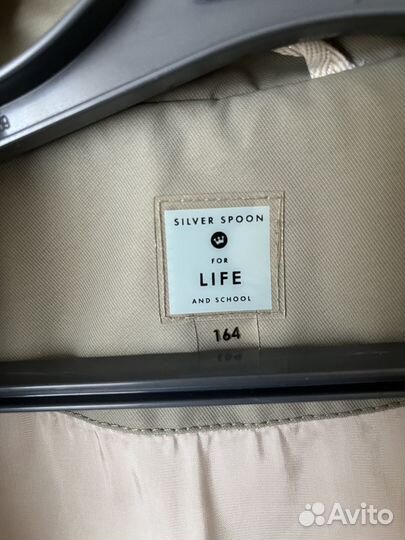 SILVER SPOON
FOR
LIFE
AND SCHOOL
164
Avito